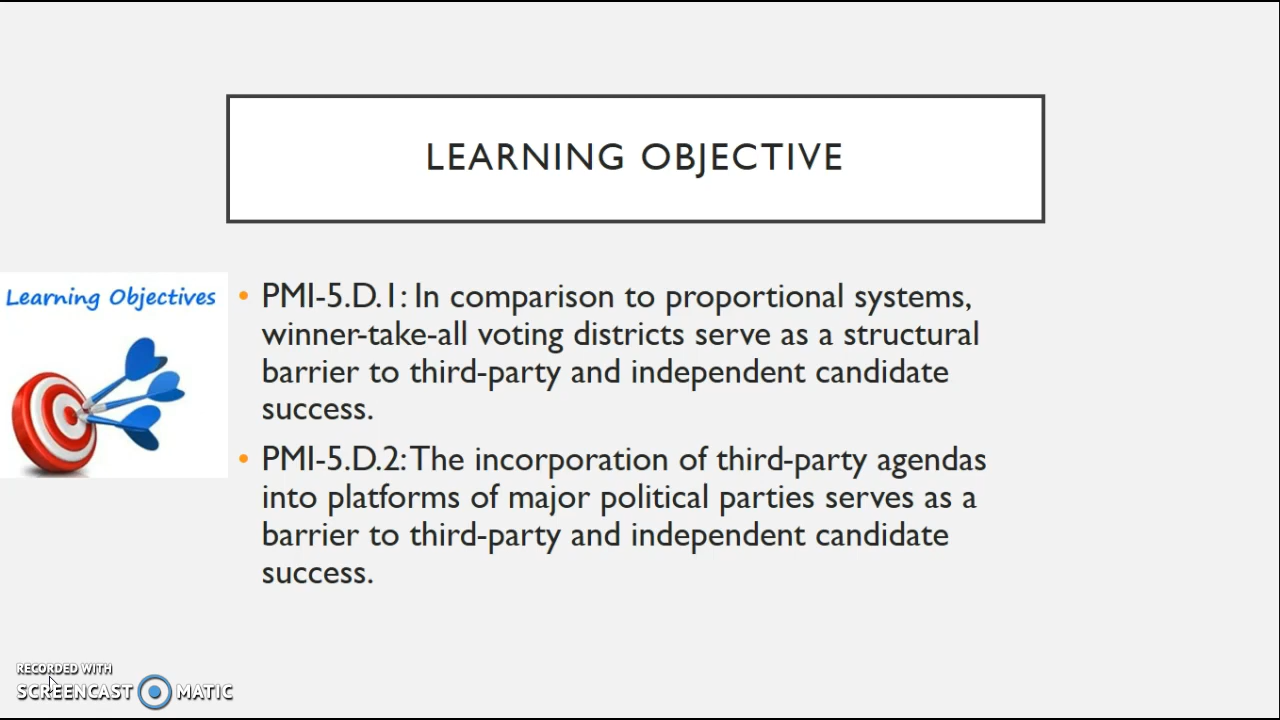 LEARNING OBJECTIVE
Learning Objectives
• PMI-5.D.1: In comparison to proportional systems,
winner-take-all voting districts serve as a structural
barrier to third-party and independent candidate
success.
• PMI-5.D.2: The incorporation of third-party agendas
into platforms of major political parties serves as a
barrier to third-party and independent candidate
success.
RECORDED WITH
SCREENCAST MATIC